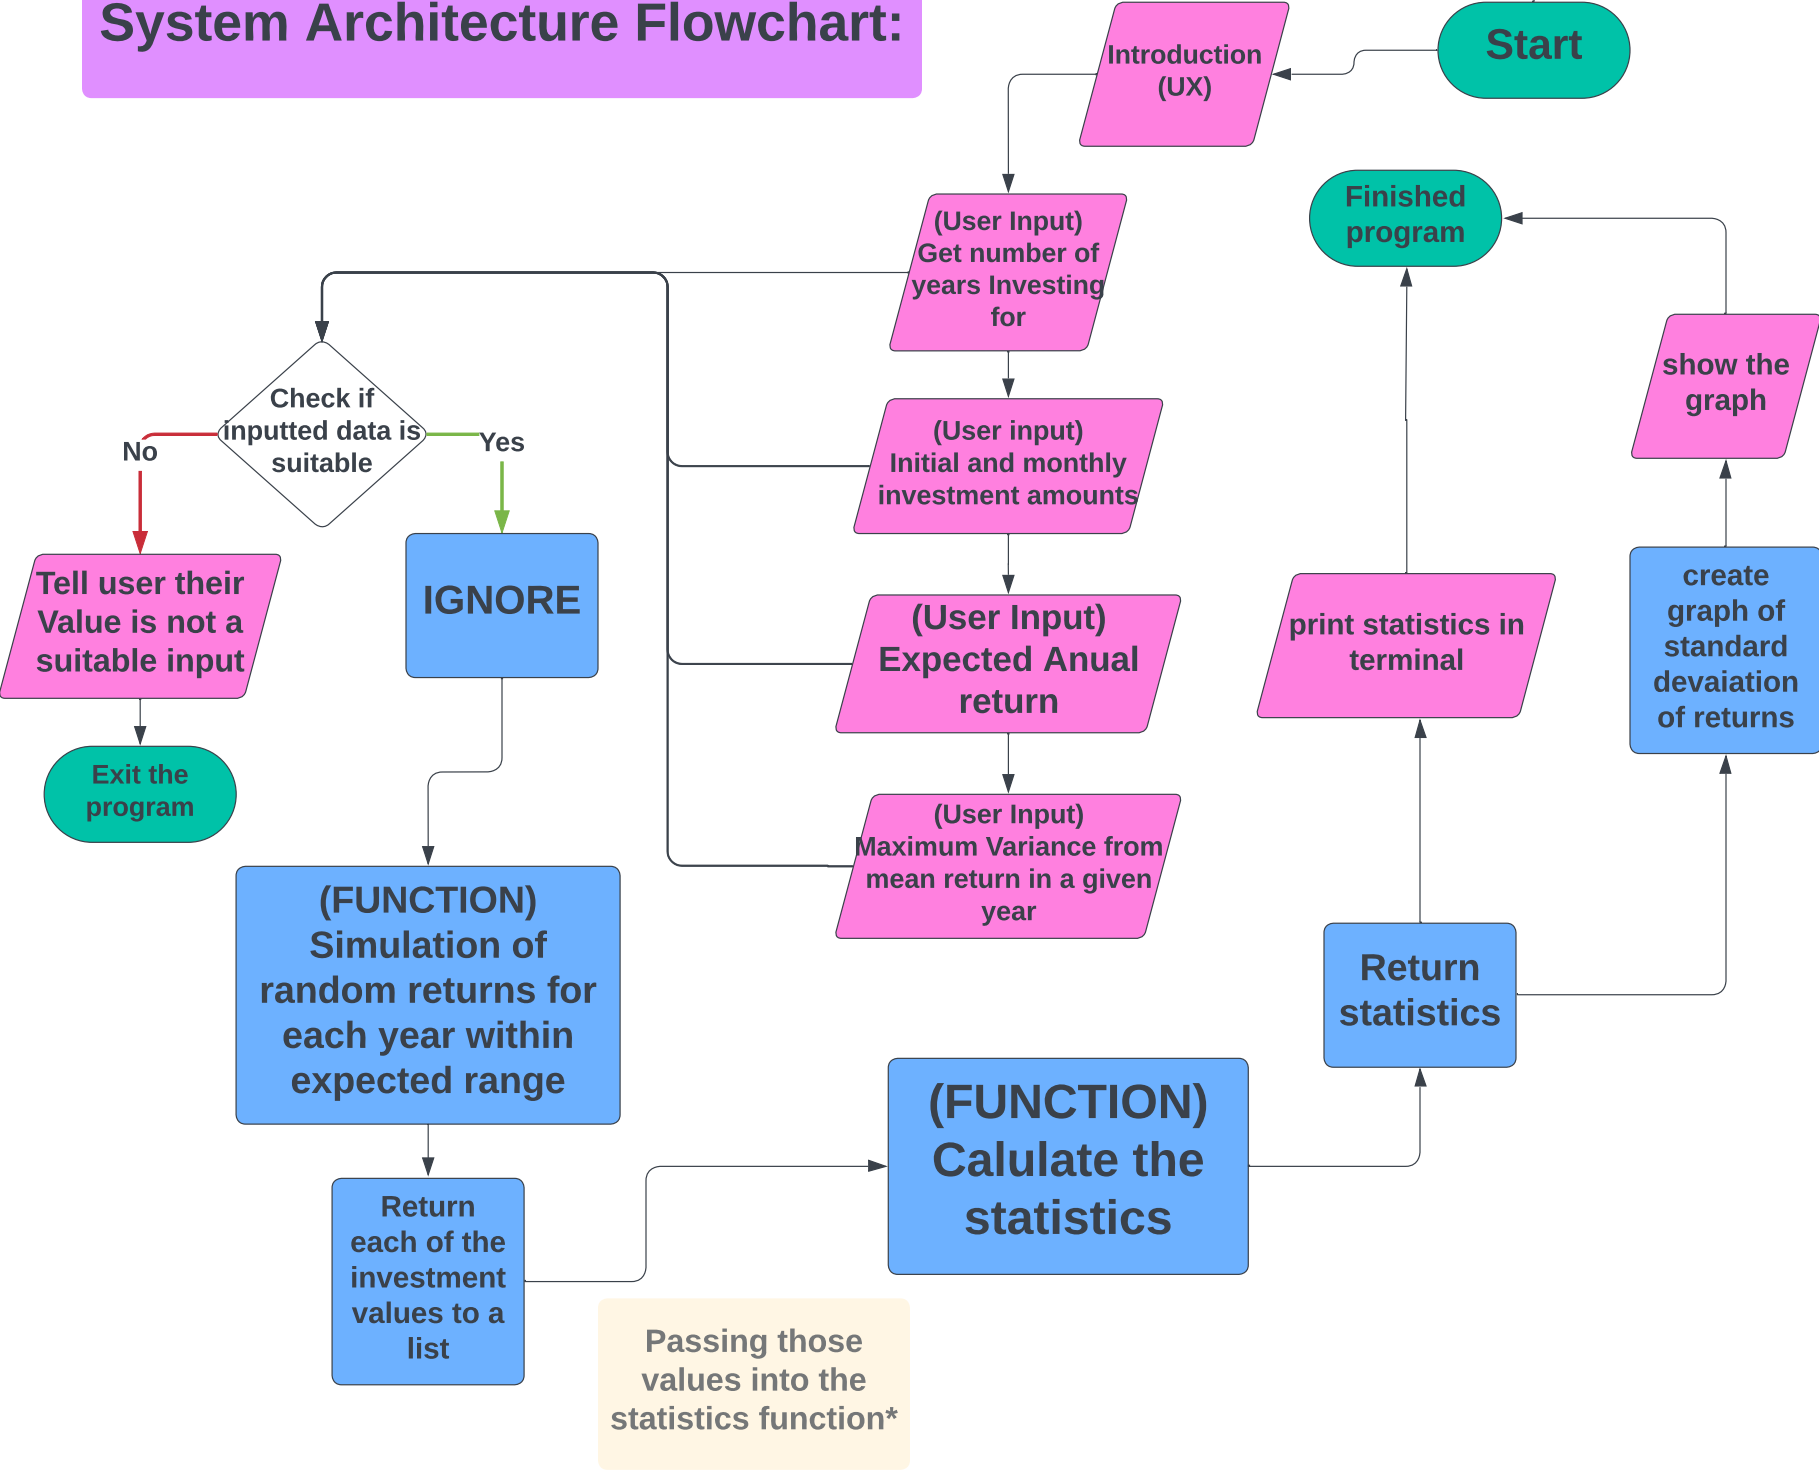 System Architecture Flowchart:
Start
Introduction
(UX)
(User Input)
Get number of
years Investing
for
Finished
program
show the
graph
Check if
inputted data is
suitable
No
Yes
(User input)
Initial and monthly
investment amounts
Tell user their
Value is not a
suitable input
IGNORE
(User Input)
Expected Anual
return
print statistics in
terminal
create
graph of
standard
devaiation
of returns
Exit the
program
(User Input)
Maximum Variance from
mean return in a given
year
(FUNCTION)
Simulation of
random returns for
each year within
expected range
Return
statistics
(FUNCTION)
Calulate the
statistics
Return
each of the
investment
values to a
list
Passing those
values into the
statistics function*